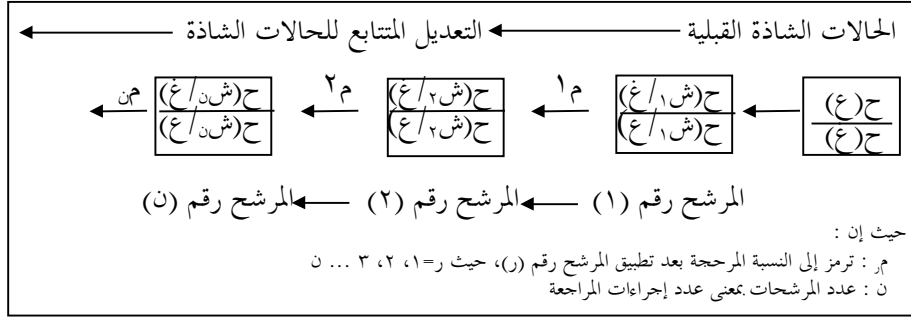 الحالات الشاذة القبلية ← التعديل المتتابع للحالات الشاذة ←
ح(ع) ← ح(ش١/غ) م١ ← ح(ش٢/غ) م٢ ← ح(شن/غ) من ←
ح(غ) ح(ش١/ع) ح(ش٢/ع) ح(شن/ع)
المرشح رقم (١) ← المرشح رقم (٢) ← المرشح رقم (ن)
حيث إن :
مر : ترمز إلى النسبة المرجحة بعد تطبيق المرشح رقم (ر)، حيث ر=١، ٢، ٣ ... ن
ن : عدد المرشحات بمعنى عدد إجراءات المراجعة